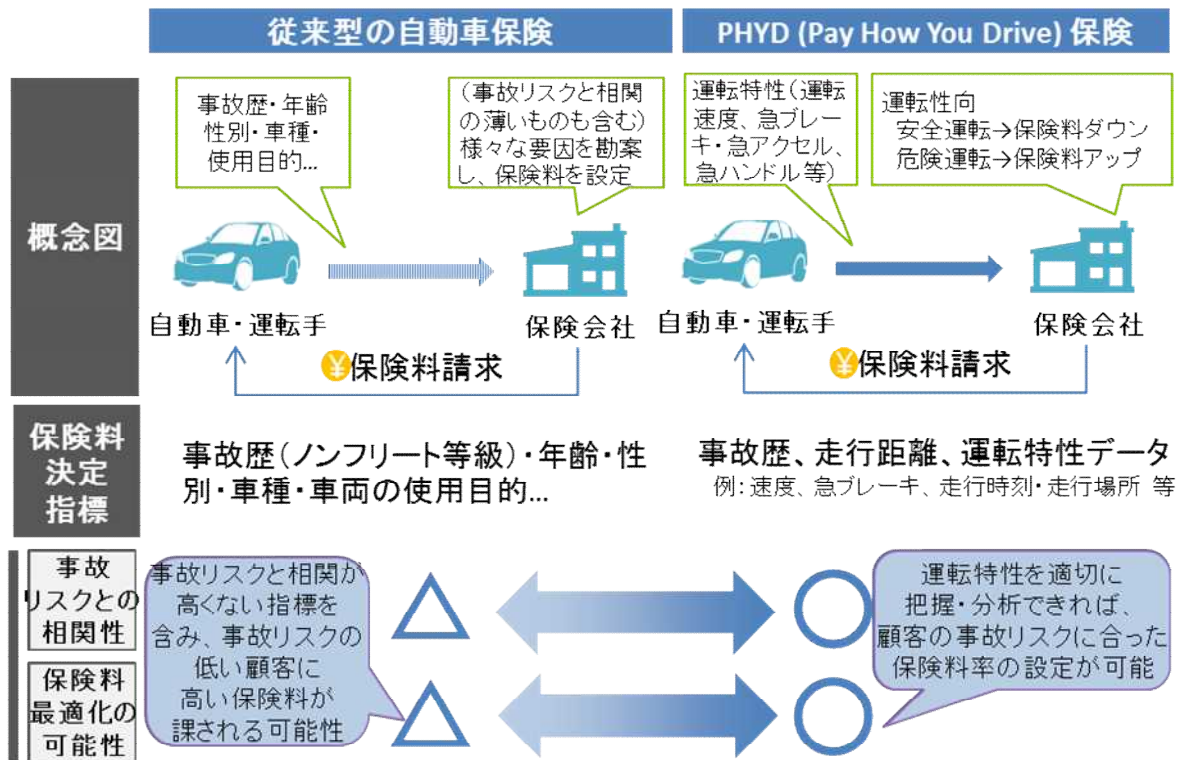 従来型の自動車保険
PHYD (Pay How You Drive) 保険
概念図
事故歴・年齢
性別・車種・
使用目的…
（事故リスクと相関
の薄いものも含む）
様々な要因を勘案
し、保険料を設定
自動車・運転手
保険会社
¥保険料請求
運転特性（運転
速度、急ブレー
キ・急アクセル、
急ハンドル等）
運転性向
安全運転→保険料ダウン
危険運転→保険料アップ
自動車・運転手
保険会社
¥保険料請求
保険料
決定
指標
事故歴（ノンフリート等級）・年齢・性
別・車種・車両の使用目的…
事故歴、走行距離、運転特性データ
例：速度、急ブレーキ、走行時刻・走行場所 等
事故
リスクとの
相関性
保険料
最適化の
可能性
事故リスクと相関が
高くない指標を
含み、事故リスクの
低い顧客に
高い保険料が
課される可能性
△
○
△
○
運転特性を適切に
把握・分析できれば、
顧客の事故リスクに合った
保険料率の設定が可能